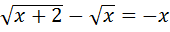 √(x + 2) − √x = −x